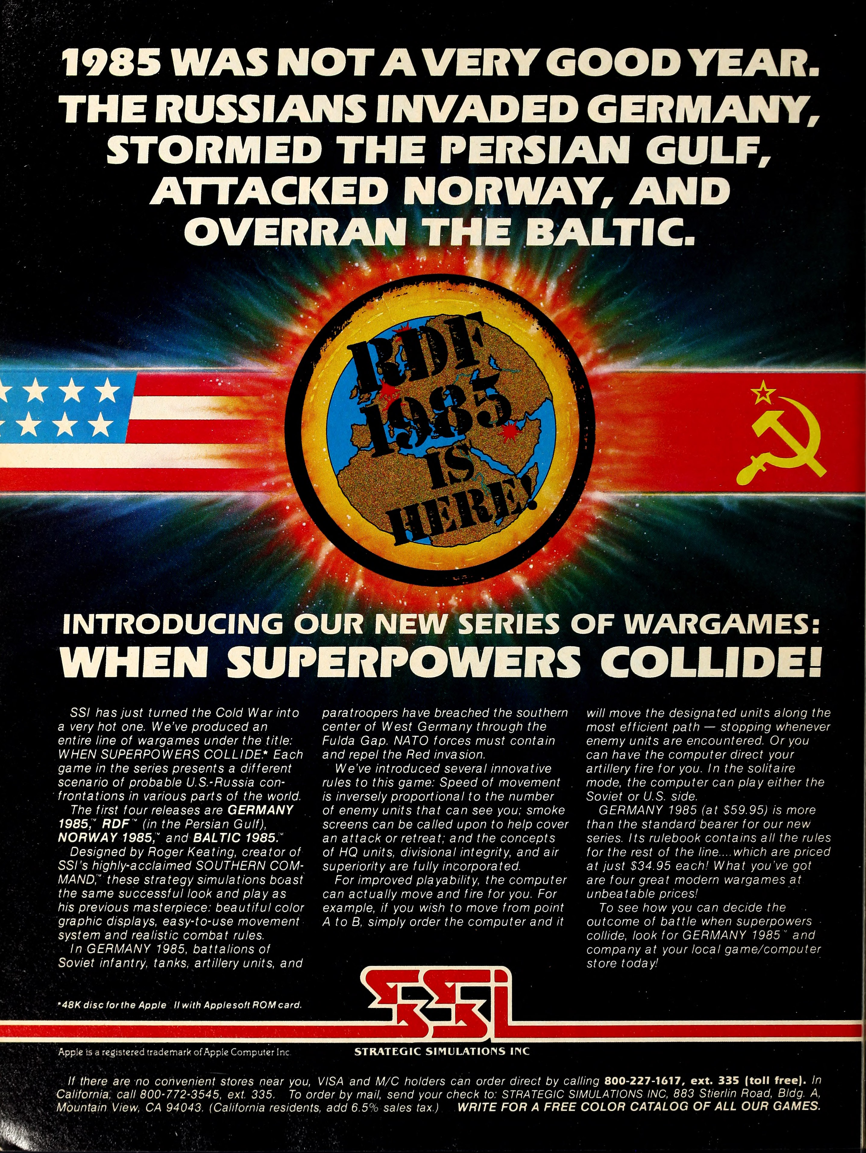 1985 WAS NOT A VERY GOOD YEAR.
THE RUSSIANS INVADED GERMANY,
STORMED THE PERSIAN GULF,
ATTACKED NORWAY, AND
OVERRAN THE BALTIC.
RDF
1985
IS
HERE!
INTRODUCING OUR NEW SERIES OF WARGAMES:
WHEN SUPERPOWERS COLLIDE!
SSI has just turned the Cold War into
a very hot one. We've produced an
entire line of wargames under the title:
WHEN SUPERPOWERS COLLIDE.* Each
game in the series presents a different
scenario of probable U.S.-Russia con-
frontations in various parts of the world.
The first four releases are GERMANY
1985,™ RDF™ (in the Persian Gulf),
NORWAY 1985,™ and BALTIC 1985.™
Designed by Roger Keating, creator of
SSI's highly-acclaimed SOUTHERN COM-
MAND,™ these strategy simulations boast
the same successful look and play as
his previous masterpiece: beautiful color
graphic displays, easy-to-use movement
system and realistic combat rules.
In GERMANY 1985, battalions of
Soviet infantry, tanks, artillery units, and
paratroopers have breached the southern
center of West Germany through the
Fulda Gap. NATO forces must contain
and repel the Red invasion.
We've introduced several innovative
rules to this game: Speed of movement
is inversely proportional to the number
of enemy units that can see you; smoke
screens can be called upon to help cover
an attack or retreat; and the concepts
of HQ units, divisional integrity, and air
superiority are fully incorporated.
For improved playability, the computer
can actually move and fire for you. For
example, if you wish to move from point
A to B, simply order the computer and it
will move the designated units along the
most efficient path — stopping whenever
enemy units are encountered. Or you
can have the computer direct your
artillery fire for you. In the solitaire
mode, the computer can play either the
Soviet or U.S. side.
GERMANY 1985 (at $59.95) is more
than the standard bearer for our new
series. Its rulebook contains all the rules
for the rest of the line....which are priced
at just $34.95 each! What you've got
are four great modern wargames at
unbeatable prices!
To see how you can decide the
outcome of battle when superpowers
collide, look for GERMANY 1985™ and
company at your local game/computer
store today!
*48K disc for the Apple II with Applesoft ROM card.
SSI
Apple is a registered trademark of Apple Computer Inc
STRATEGIC SIMULATIONS INC
If there are no convenient stores near you, VISA and M/C holders can order direct by calling 800-227-1617, ext. 335 (toll free). In
California, call 800-772-3545, ext. 335. To order by mail, send your check to: STRATEGIC SIMULATIONS INC, 883 Stierlin Road, Bldg. A,
Mountain View, CA 94043. (California residents, add 6.5% sales tax.) WRITE FOR A FREE COLOR CATALOG OF ALL OUR GAMES.